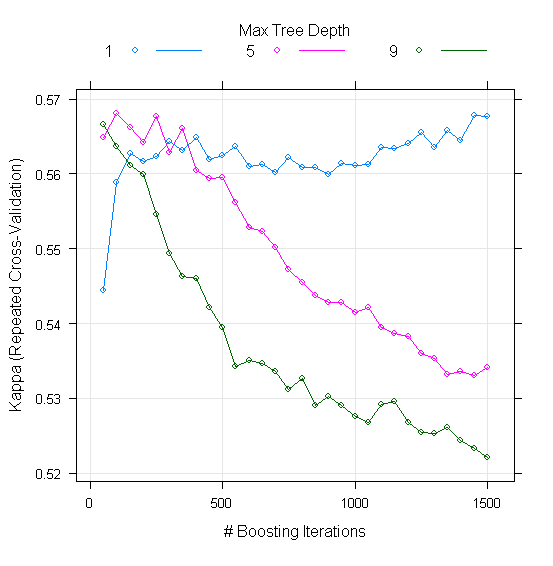 Max Tree Depth
1 5 9
0.57
0.56
0.55
0.54
0.53
0.52
Kappa (Repeated Cross-Validation)
0 500 1000 1500
# Boosting Iterations